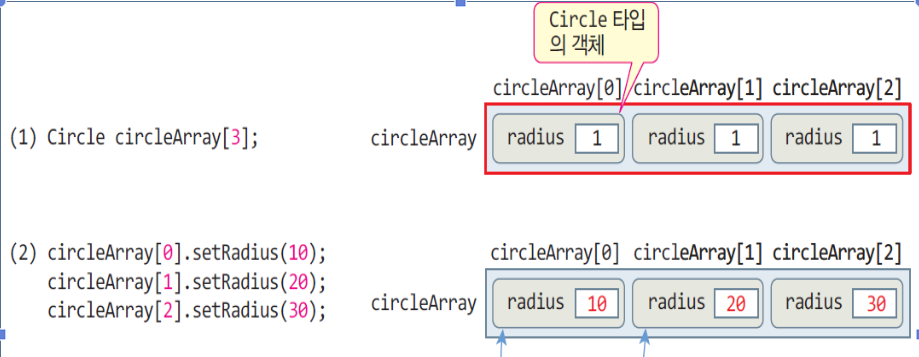 Circle 타입
의 객체
circleArray[0] circleArray[1] circleArray[2]
(1) Circle circleArray[3]; circleArray radius 1 radius 1 radius 1
circleArray[0] circleArray[1] circleArray[2]
(2) circleArray[0].setRadius(10);
circleArray[1].setRadius(20);
circleArray[2].setRadius(30);
circleArray radius 10 radius 20 radius 30